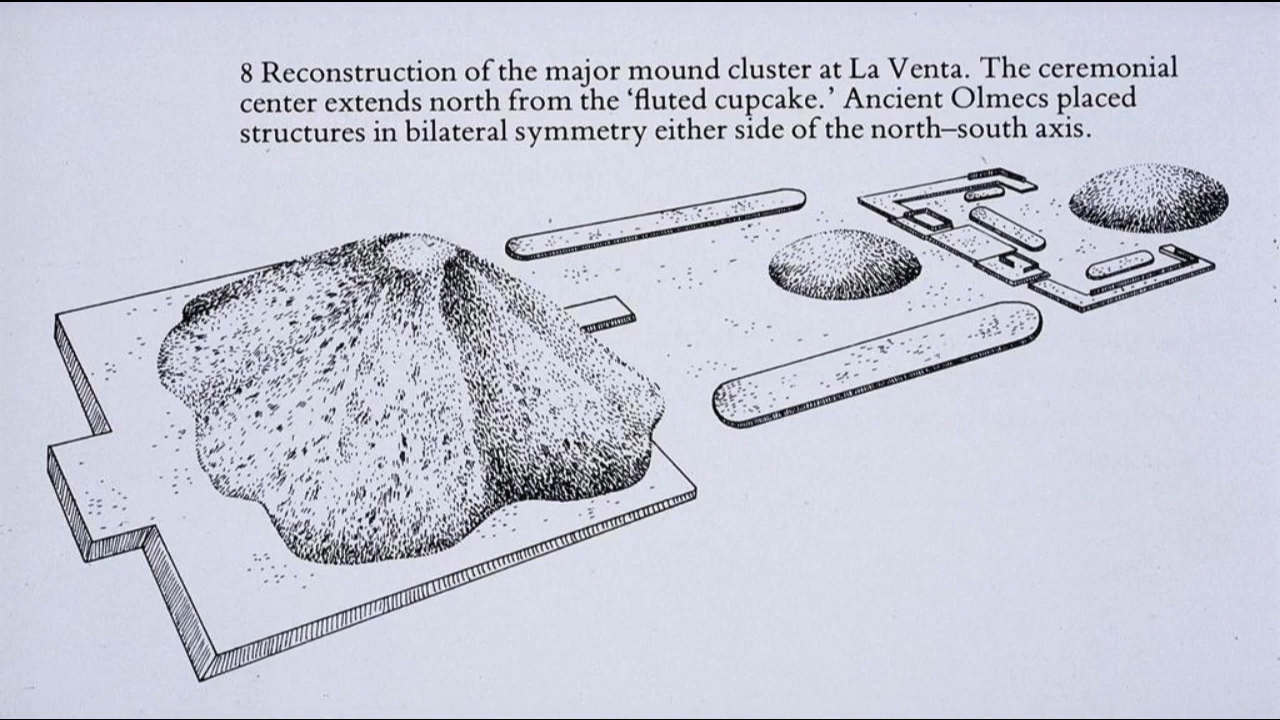 8 Reconstruction of the major mound cluster at La Venta. The ceremonial
center extends north from the ‘fluted cupcake.’ Ancient Olmecs placed
structures in bilateral symmetry either side of the north–south axis.